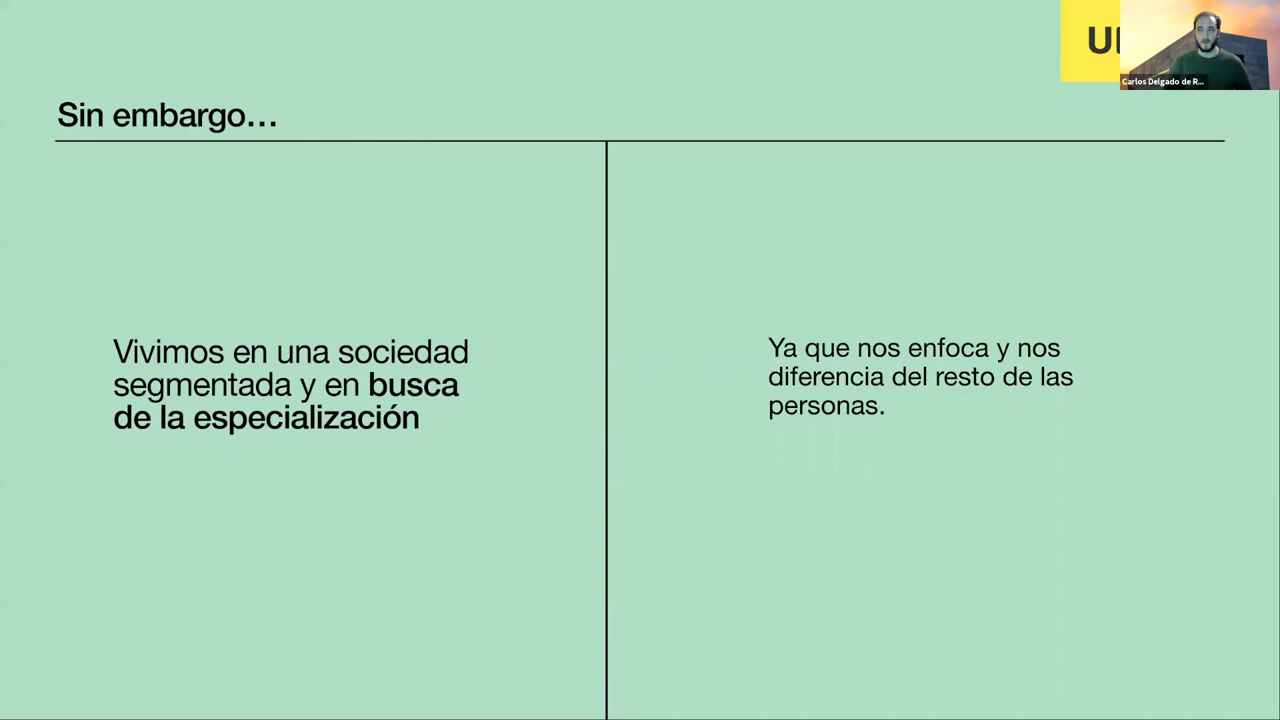 Sin embargo...
Vivimos en una sociedad
segmentada y en busca
de la especialización
Ya que nos enfoca y nos
diferencia del resto de las
personas.
Carlos Delgado de R...